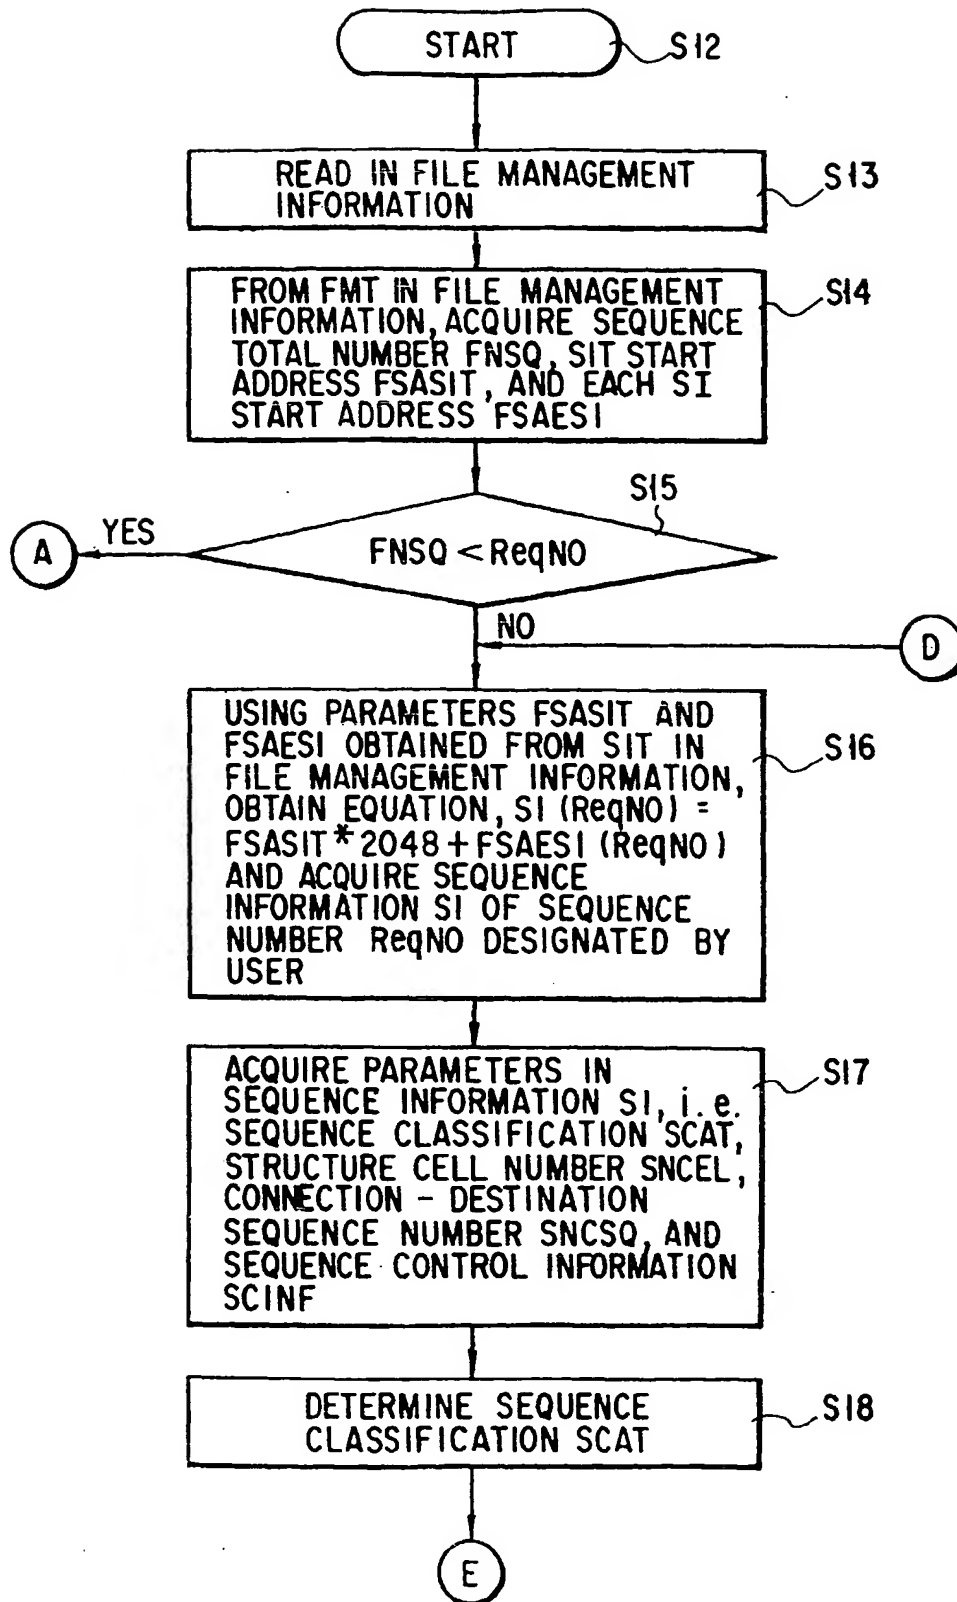 START
S12
READ IN FILE MANAGEMENT
INFORMATION
S13
FROM FMT IN FILE MANAGEMENT
INFORMATION, ACQUIRE SEQUENCE
TOTAL NUMBER FNSQ, SIT START
ADDRESS FSASIT, AND EACH SI
START ADDRESS FSAESI
S14
S15
FNSQ < ReqNO
YES
A
NO
D
USING PARAMETERS FSASIT AND
FSAESI OBTAINED FROM SIT IN
FILE MANAGEMENT INFORMATION,
OBTAIN EQUATION, SI (ReqNO) =
FSASIT * 2048 + FSAESI (ReqNO)
AND ACQUIRE SEQUENCE
INFORMATION SI OF SEQUENCE
NUMBER ReqNO DESIGNATED BY
USER
S16
ACQUIRE PARAMETERS IN
SEQUENCE INFORMATION SI, i.e.
SEQUENCE CLASSIFICATION SCAT,
STRUCTURE CELL NUMBER SNCEL,
CONNECTION - DESTINATION
SEQUENCE NUMBER SNCSQ, AND
SEQUENCE CONTROL INFORMATION
SCINF
S17
DETERMINE SEQUENCE
CLASSIFICATION SCAT
S18
E